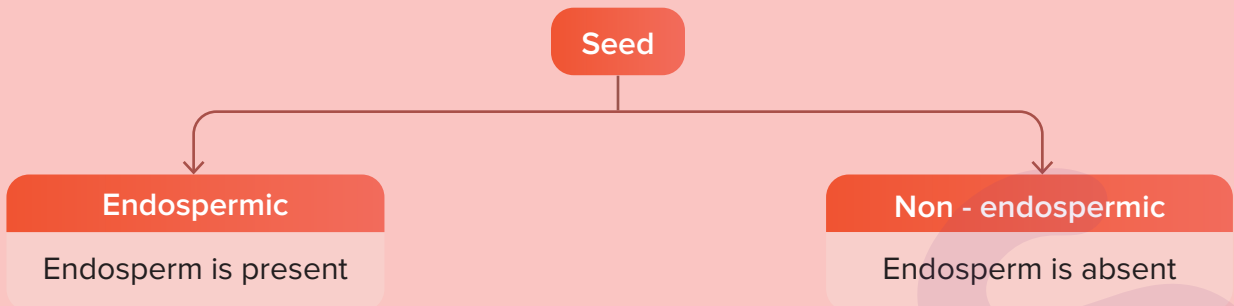 Seed
Endospermic
Non - endospermic
Endosperm is present
Endosperm is absent